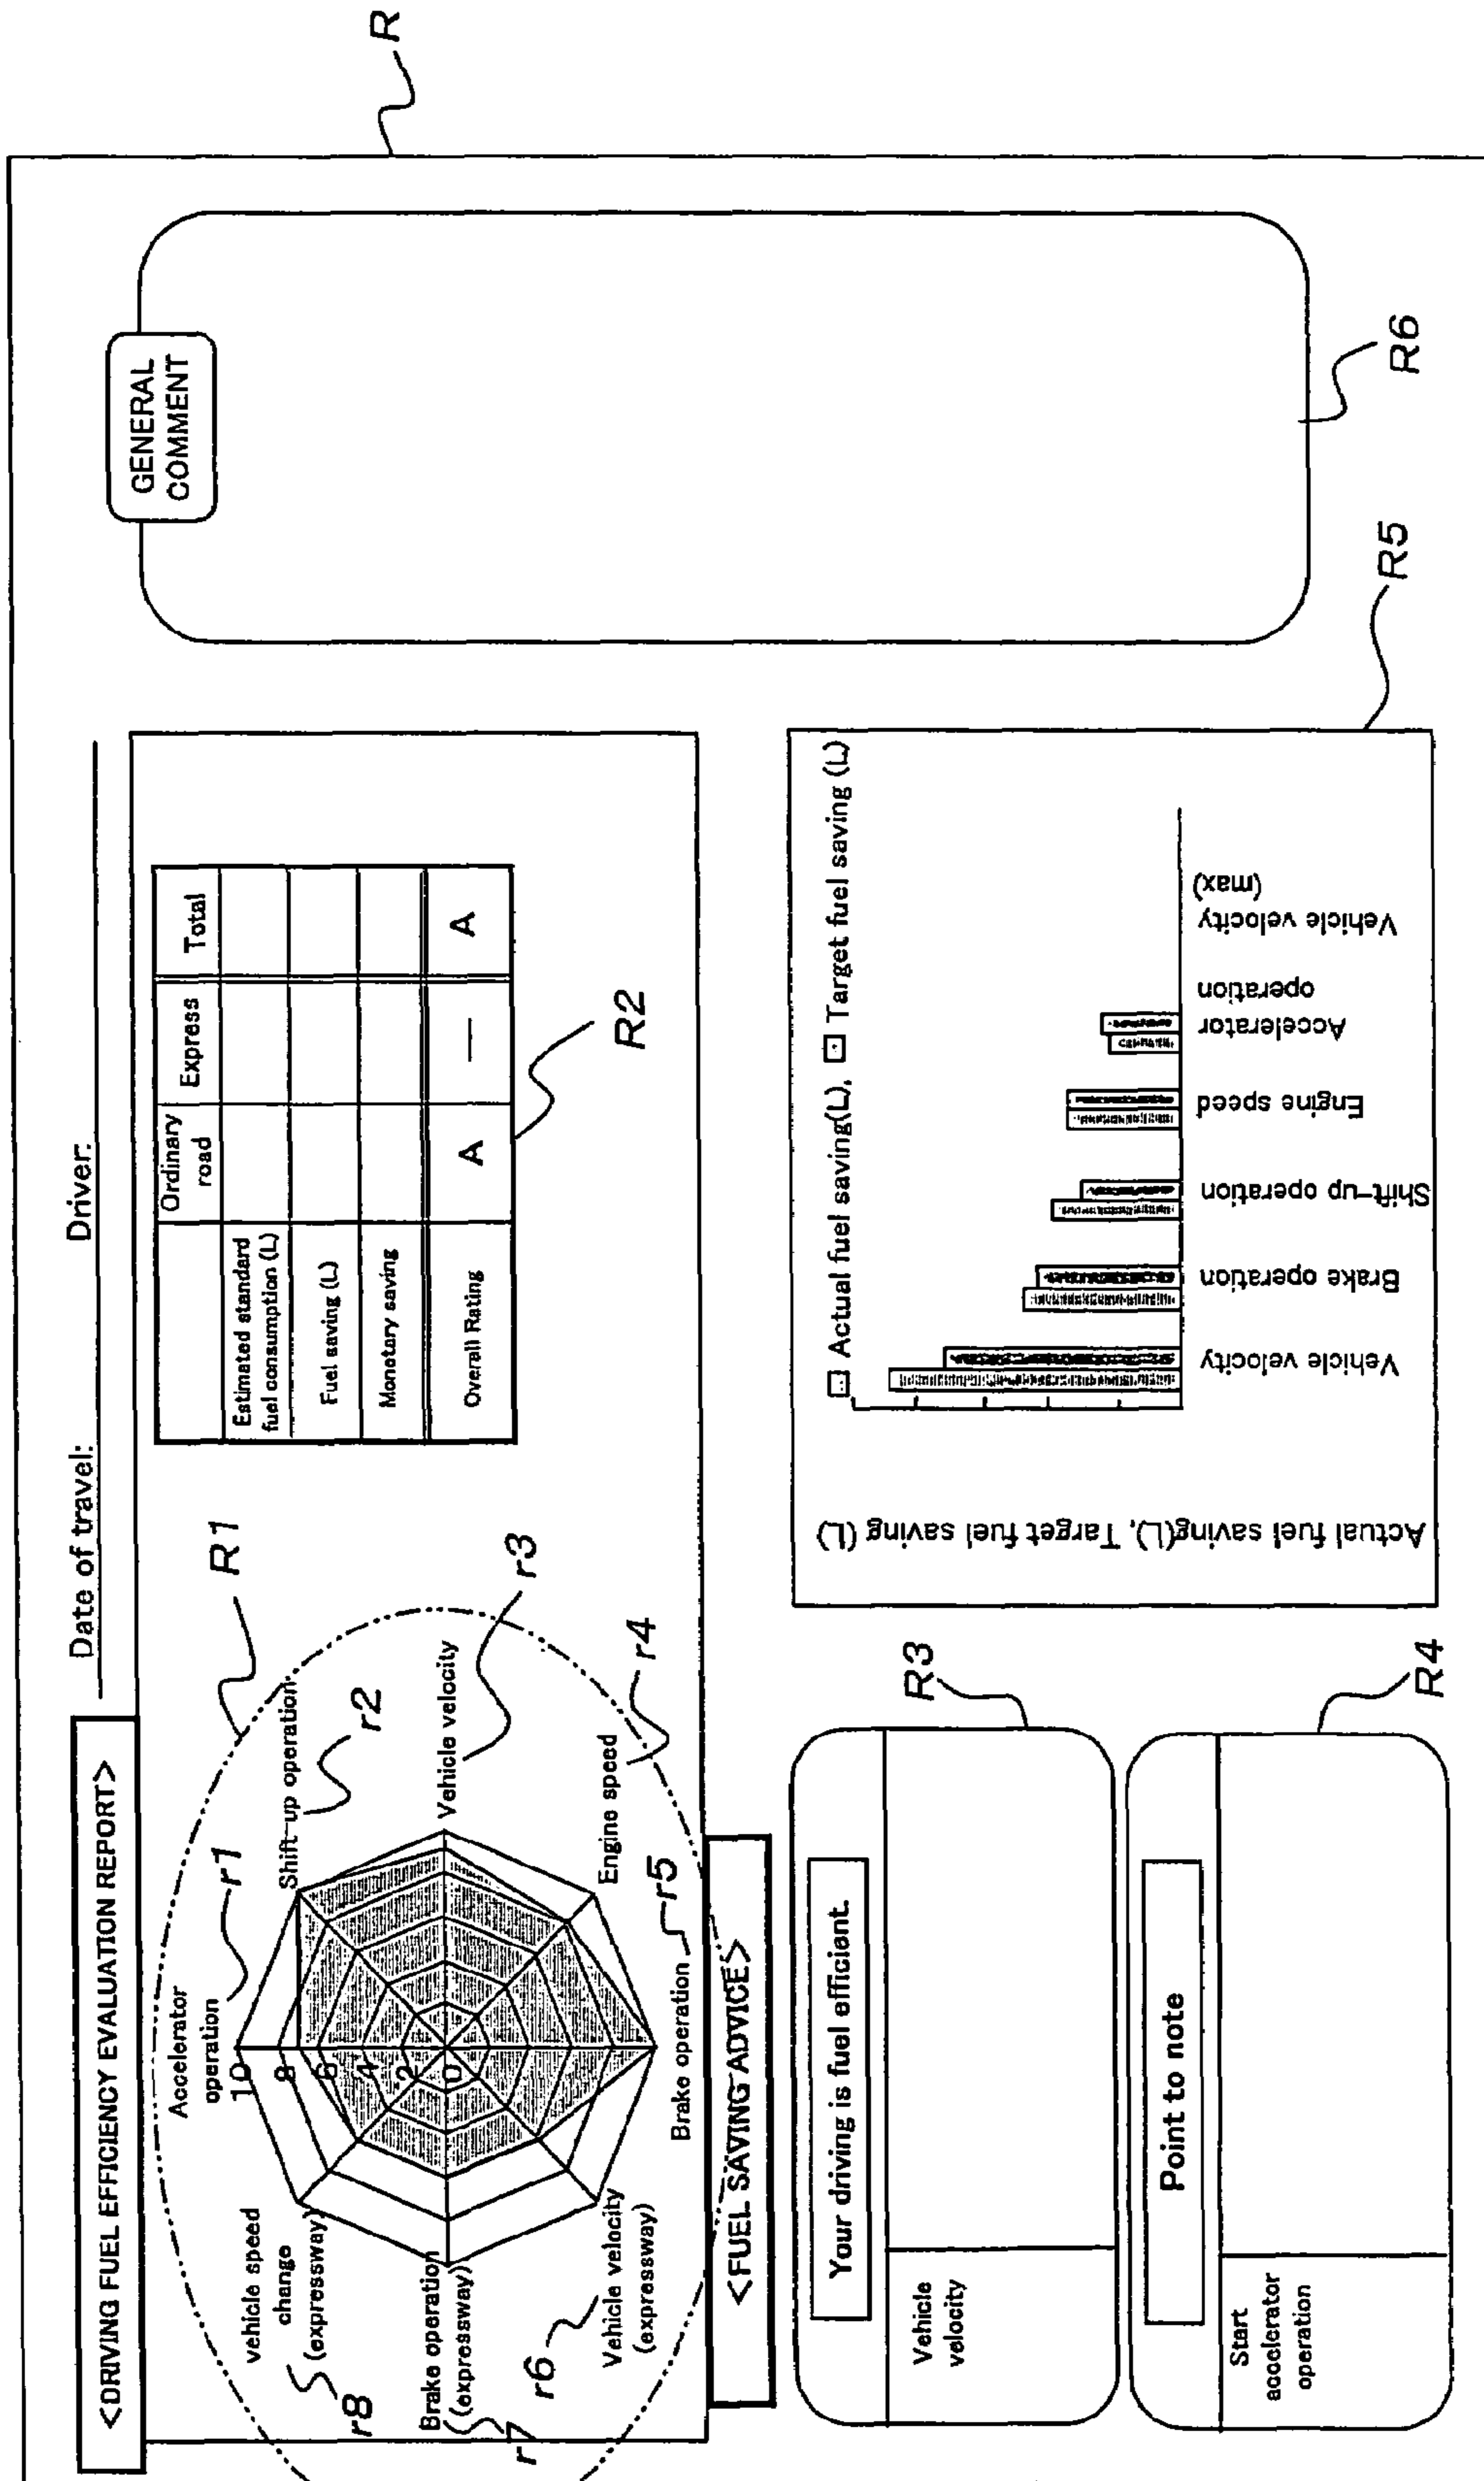 <DRIVING FUEL EFFICIENCY EVALUATION REPORT>
Date of travel:
Driver:
R
R1
Accelerator
operation
r1
Shift-up operation
r2
Vehicle velocity
r3
Engine speed
r4
Brake operation
r5
Vehicle velocity
(expressway)
r6
Brake operation
(expressway)
r7
vehicle speed
change
(expressway)
r8
10
8
6
4
2
0
Ordinary
road
Express
Total
Estimated standard
fuel consumption (L)
Fuel saving (L)
Monetary saving
Overall Rating
A
—
A
R2
GENERAL
COMMENT
R6
<FUEL SAVING ADVICE>
Your driving is fuel efficient.
Vehicle
velocity
R3
Point to note
Start
accelerator
operation
R4
Actual fuel saving(L), Target fuel saving (L)
Actual fuel saving(L), Target fuel saving (L)
Vehicle velocity
Brake operation
Shift-up operation
Engine speed
Accelerator
operation
Vehicle velocity
(max)
R5